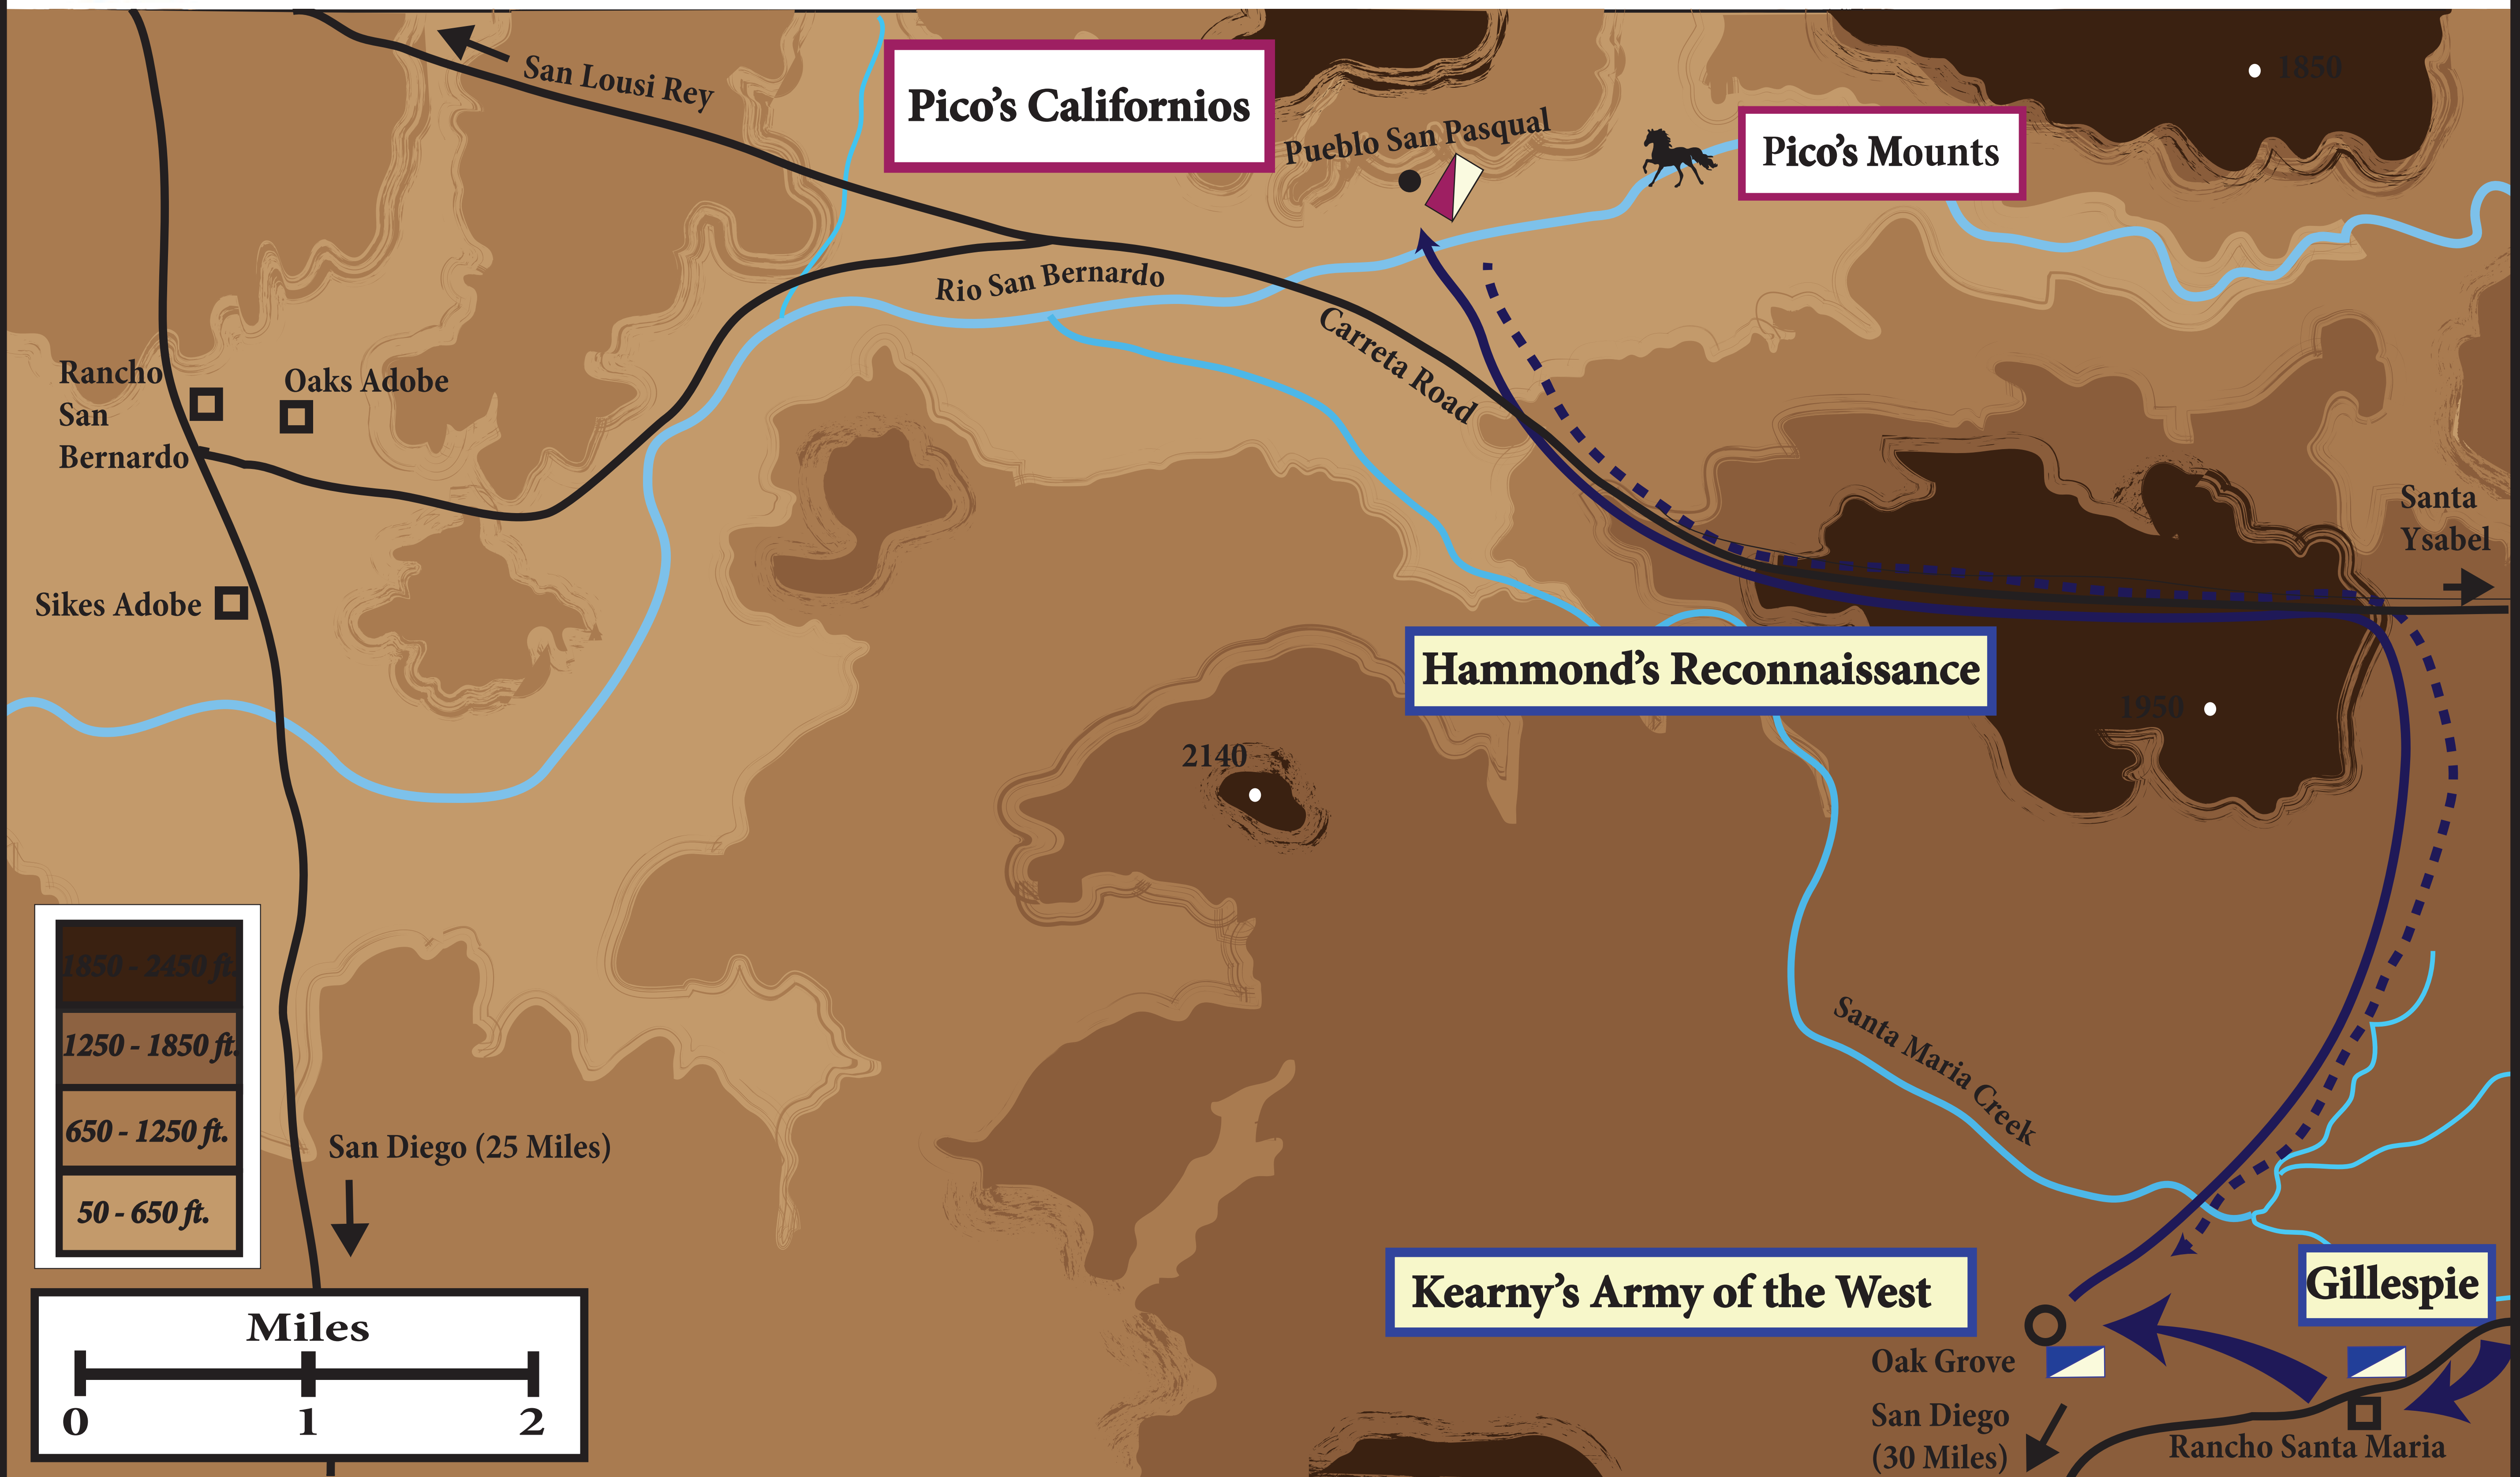 San Lousi Rey
Pico's Californios
Pueblo San Pasqual
Pico's Mounts
1850
Rio San Bernardo
Carreta Road
Rancho
San
Bernardo
Oaks Adobe
Santa
Ysabel
Sikes Adobe
Hammond's Reconnaissance
1950
2140
1850 - 2450 ft.
1250 - 1850 ft.
650 - 1250 ft.
50 - 650 ft.
San Diego (25 Miles)
Santa Maria Creek
Kearny's Army of the West
Gillespie
Oak Grove
San Diego
(30 Miles)
Rancho Santa Maria
Miles
0 1 2